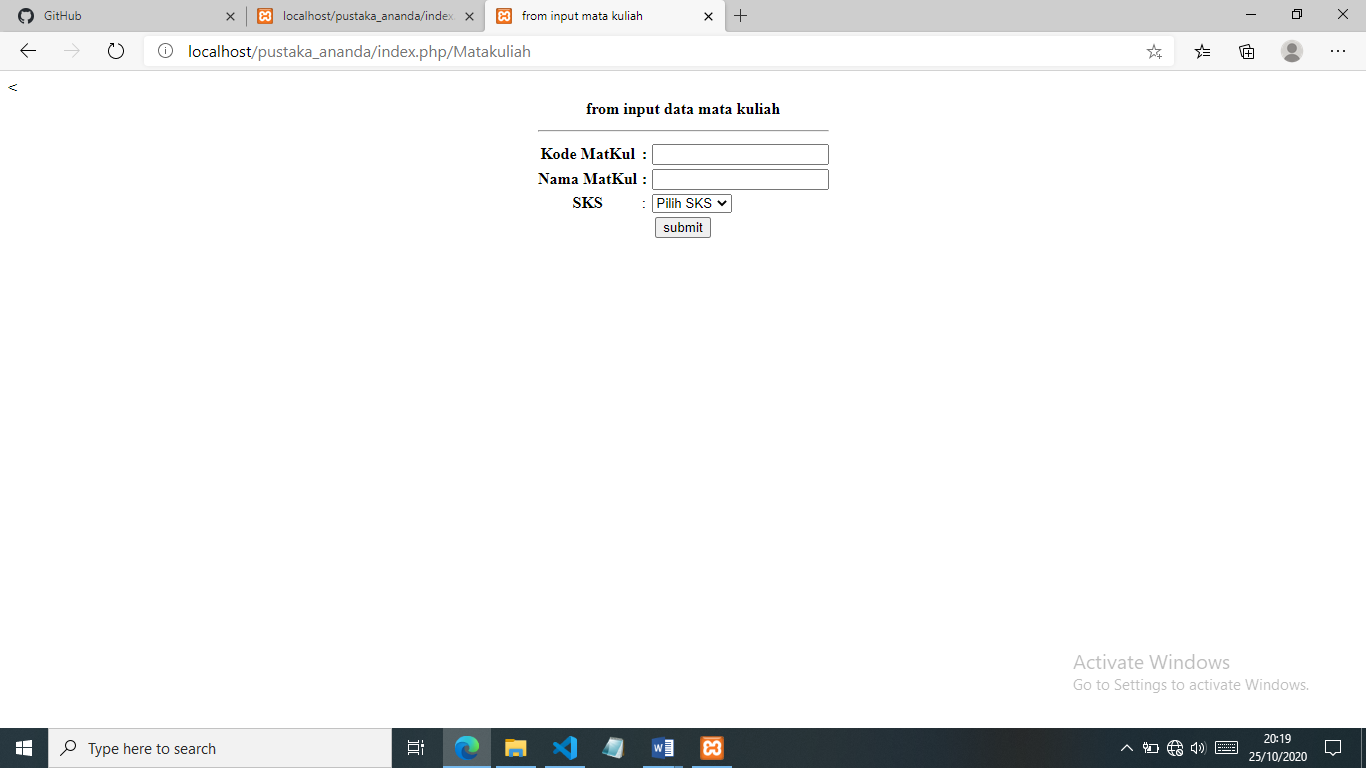 GitHub
localhost/pustaka_ananda/index.
from input mata kuliah
localhost/pustaka_ananda/index.php/Matakuliah
<
from input data mata kuliah
Kode MatKul :
Nama MatKul :
SKS : Pilih SKS
submit
Activate Windows
Go to Settings to activate Windows.
Type here to search
20:19
25/10/2020